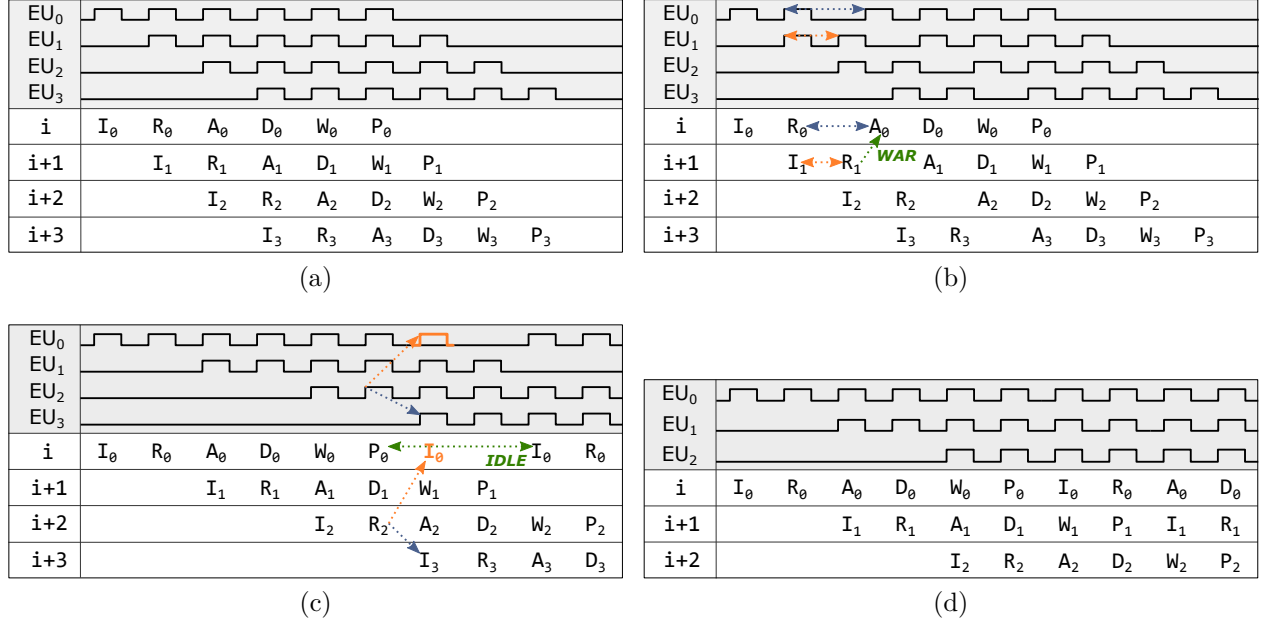 EU₀
EU₁
EU₂
EU₃
i I₀ R₀ A₀ D₀ W₀ P₀
i+1 I₁ R₁ A₁ D₁ W₁ P₁
i+2 I₂ R₂ A₂ D₂ W₂ P₂
i+3 I₃ R₃ A₃ D₃ W₃ P₃
(a)
EU₀
EU₁
EU₂
EU₃
i I₀ R₀ A₀ D₀ W₀ P₀
WAR
i+1 I₁ R₁ A₁ D₁ W₁ P₁
i+2 I₂ R₂ A₂ D₂ W₂ P₂
i+3 I₃ R₃ A₃ D₃ W₃ P₃
(b)
EU₀
EU₁
EU₂
EU₃
i I₀ R₀ A₀ D₀ W₀ P₀ I₀ I₀ R₀
IDLE
i+1 I₁ R₁ A₁ D₁ W₁ P₁
i+2 I₂ R₂ A₂ D₂ W₂ P₂
i+3 I₃ R₃ A₃ D₃
(c)
EU₀
EU₁
EU₂
i I₀ R₀ A₀ D₀ W₀ P₀ I₀ R₀ A₀ D₀
i+1 I₁ R₁ A₁ D₁ W₁ P₁ I₁ R₁
i+2 I₂ R₂ A₂ D₂ W₂ P₂
(d)